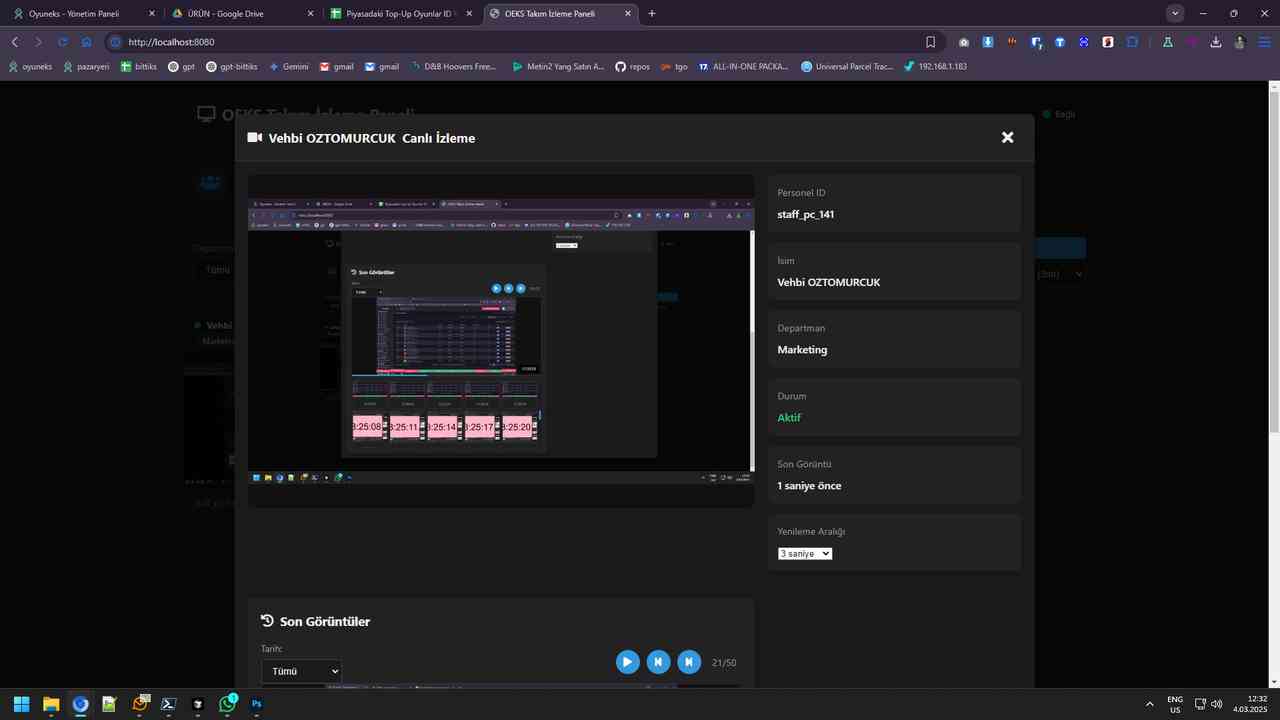 Oyuneks - Yönetim Paneli
ÜRÜN - Google Drive
Piyasadaki Top-Up Oyunlar ID V
OEKS Takım İzleme Paneli
http://localhost:8080
oyuneks
pazaryeri
bittiks
gpt
gpt-bittiks
Gemini
gmail
gmail
D&B Hoovers Free...
Metin2 Yang Satın A...
repos
tgo
ALL-IN-ONE PACKA...
Universal Parcel Trac...
192.168.1.183
OEKS Takım İzleme Paneli
Bağlı
Vehbi OZTOMURCUK Canlı İzleme
Personel ID
staff_pc_141
İsim
Vehbi OZTOMURCUK
Departman
Marketing
Durum
Aktif
Son Görüntü
1 saniye önce
Yenileme Aralığı
3 saniye
Tümü
Vehbi
Son Görüntüler
3:25:08
3:25:11
3:25:14
3:25:17
3:25:20
Son Görüntüler
Tarih:
Tümü
21/50
ENG
US
12:32
4.03.2025